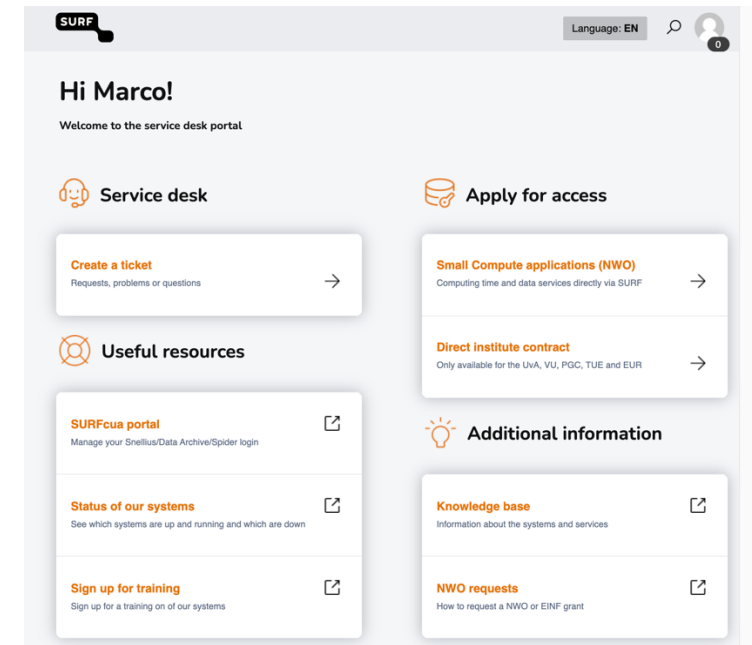 SURF
Language: EN
0
Hi Marco!
Welcome to the service desk portal
Service desk
Create a ticket
Requests, problems or questions
Useful resources
SURFcua portal
Manage your Snellius/Data Archive/Spider login
Status of our systems
See which systems are up and running and which are down
Sign up for training
Sign up for a training on of our systems
Apply for access
Small Compute applications (NWO)
Computing time and data services directly via SURF
Direct institute contract
Only available for the UvA, VU, PGC, TUE and EUR
Additional information
Knowledge base
Information about the systems and services
NWO requests
How to request a NWO or EINF grant